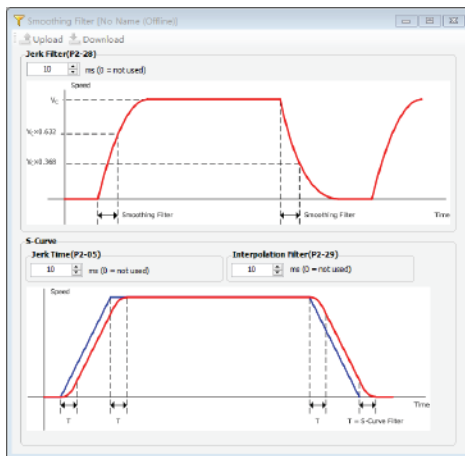 Smoothing Filter (No Name (Offline))
Upload Download
Jerk Filter(P2-28)
10 ms (0 = not used)
Speed
Vc
Vc×0.632
Vc×0.368
Smoothing Filter Smoothing Filter Time
S-Curve
Jerk Time(P2-05) Interpolation Filter(P2-29)
10 ms (0 = not used) 10 ms (0 = not used)
Speed
Time
T T T T = S-Curve Filter